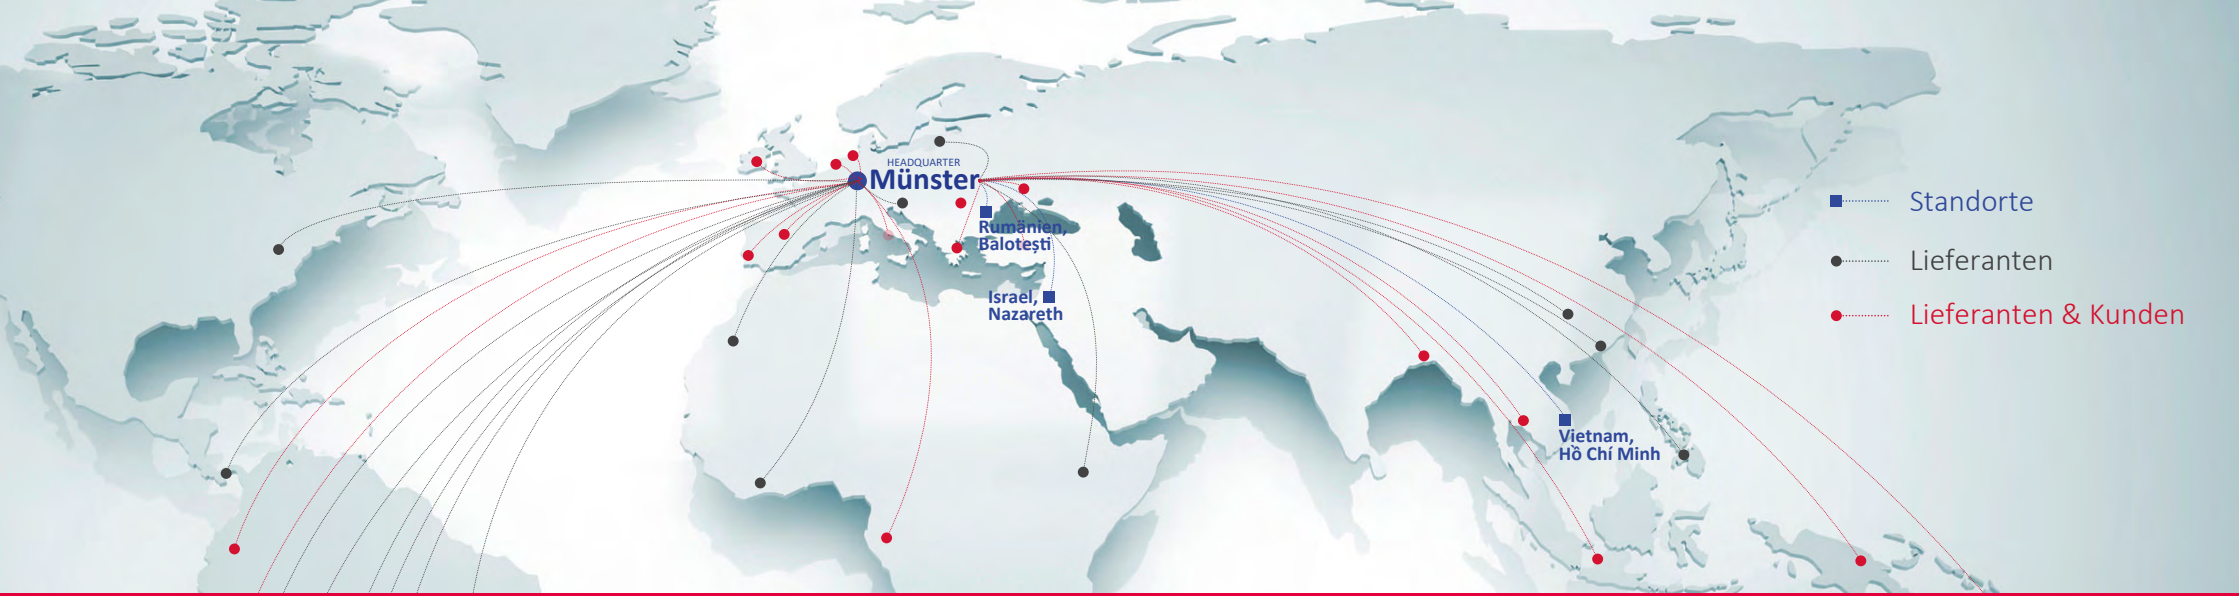 HEADQUARTER
Münster
Rumänien,
Balotești
Israel,
Nazareth
Vietnam,
Hồ Chí Minh
Standorte
Lieferanten
Lieferanten & Kunden